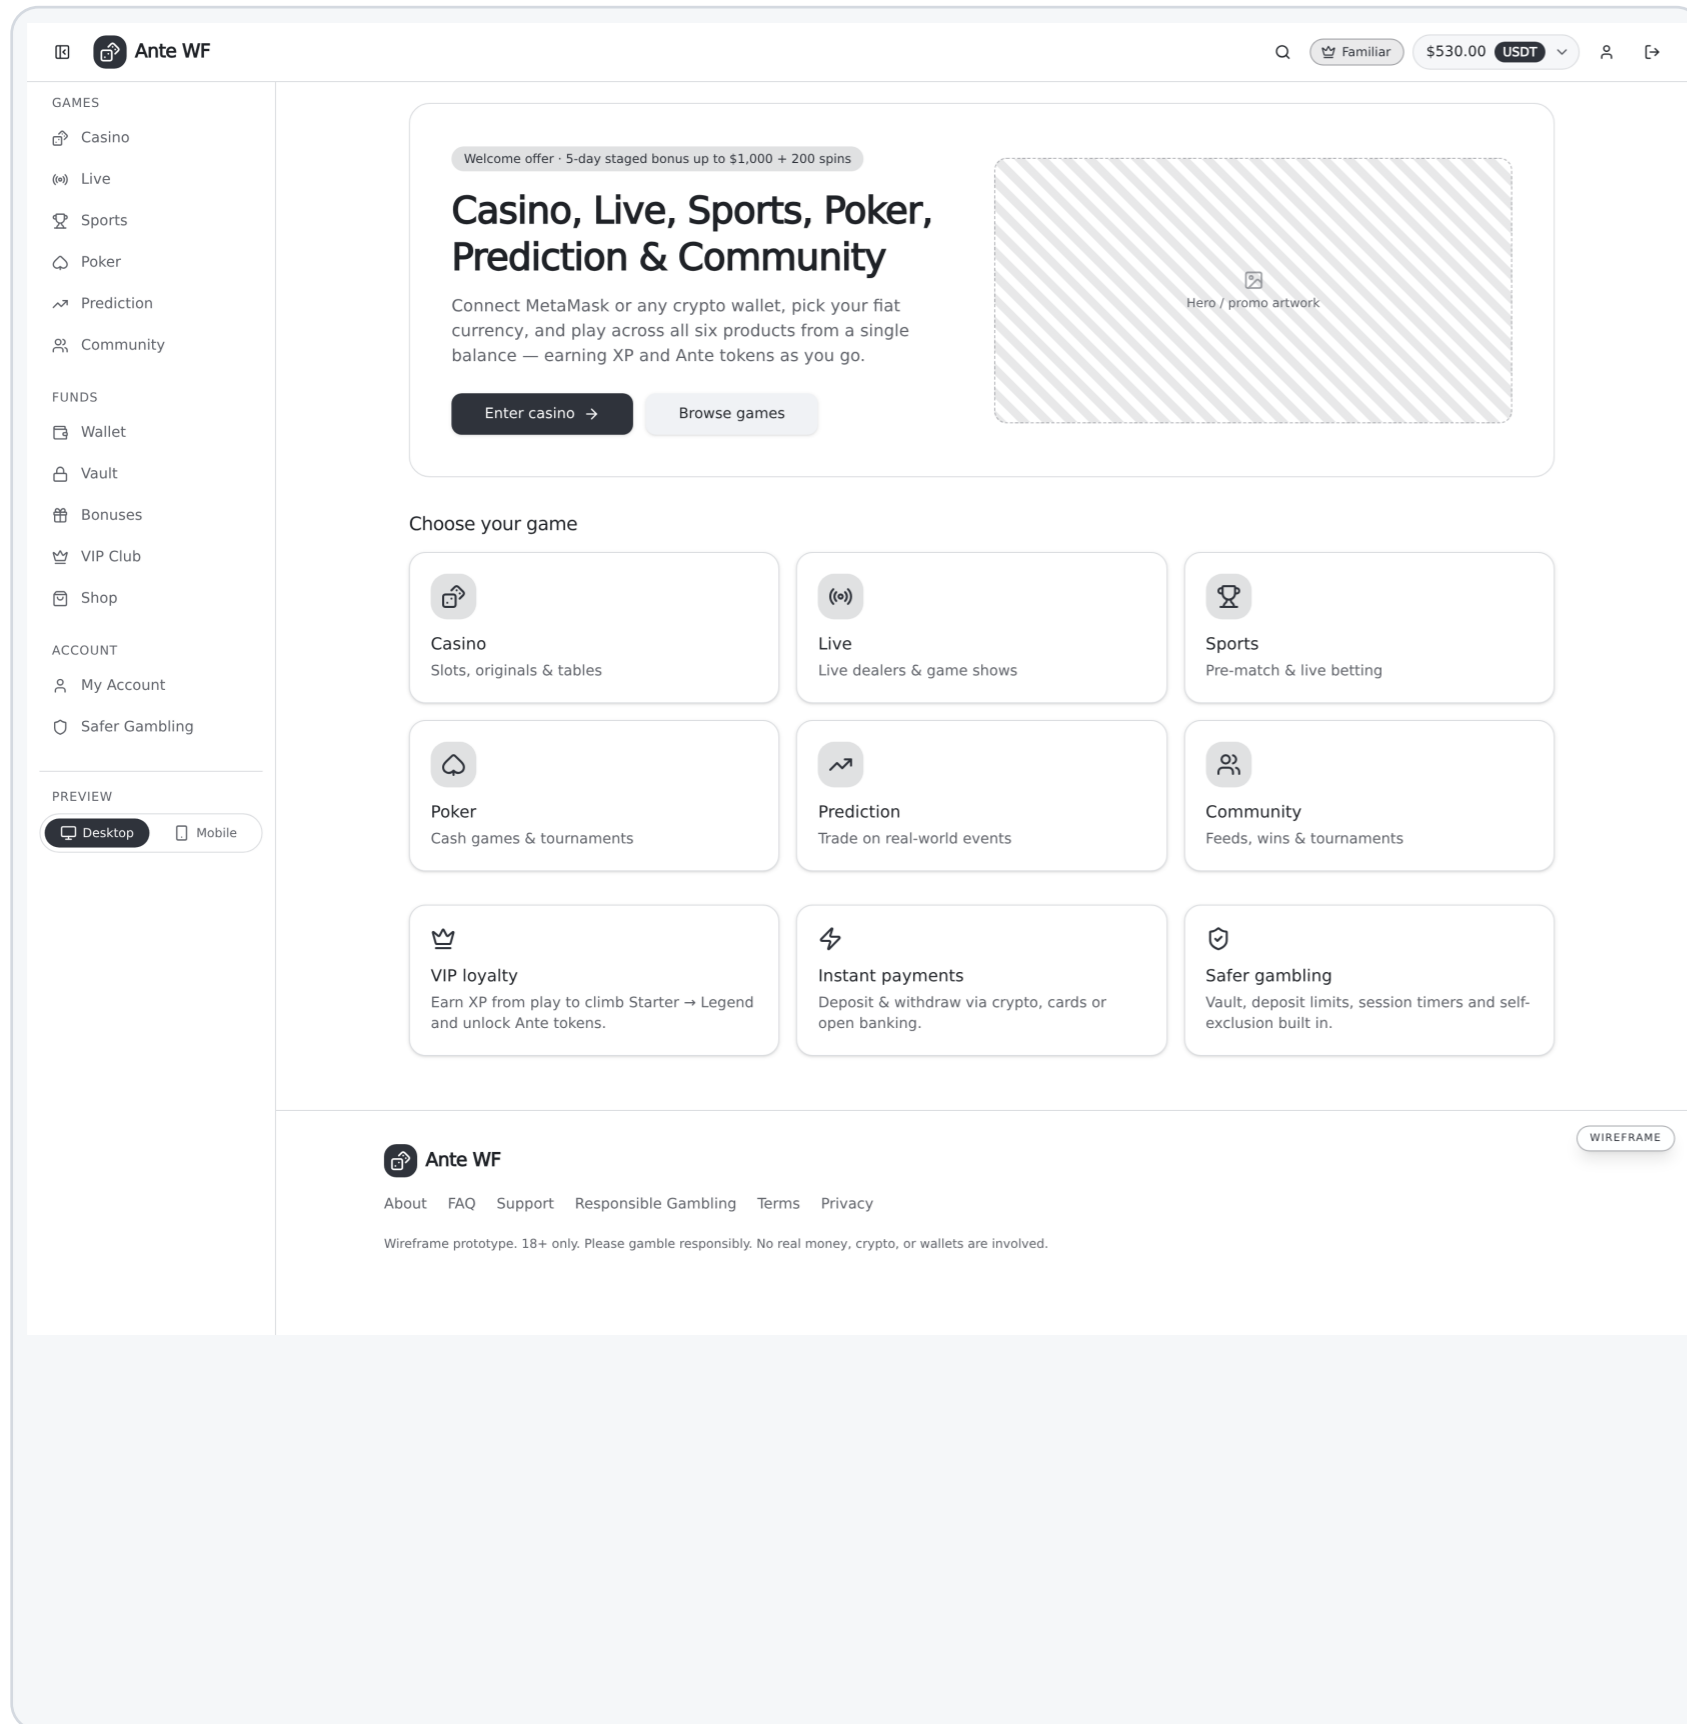 Ante WF
Familiar
$530.00 USDT
GAMES
Casino
Live
Sports
Poker
Prediction
Community
FUNDS
Wallet
Vault
Bonuses
VIP Club
Shop
ACCOUNT
My Account
Safer Gambling
PREVIEW
Desktop Mobile
Welcome offer · 5-day staged bonus up to $1,000 + 200 spins
Casino, Live, Sports, Poker,
Prediction & Community
Connect MetaMask or any crypto wallet, pick your fiat
currency, and play across all six products from a single
balance — earning XP and Ante tokens as you go.
Enter casino →
Browse games
Hero / promo artwork
Choose your game
Casino
Slots, originals & tables
Live
Live dealers & game shows
Sports
Pre-match & live betting
Poker
Cash games & tournaments
Prediction
Trade on real-world events
Community
Feeds, wins & tournaments
VIP loyalty
Earn XP from play to climb Starter → Legend
and unlock Ante tokens.
Instant payments
Deposit & withdraw via crypto, cards or
open banking.
Safer gambling
Vault, deposit limits, session timers and self-
exclusion built in.
WIREFRAME
Ante WF
About FAQ Support Responsible Gambling Terms Privacy
Wireframe prototype. 18+ only. Please gamble responsibly. No real money, crypto, or wallets are involved.